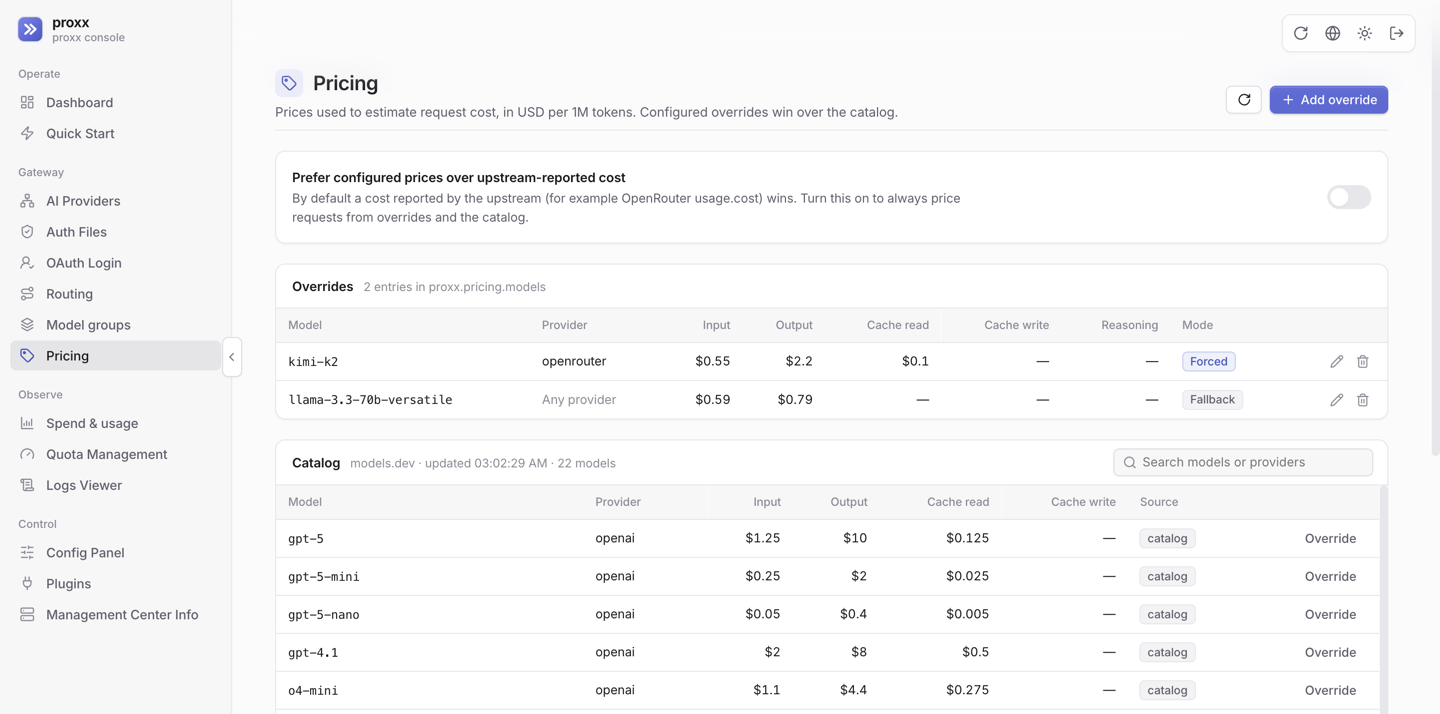 proxx
proxx console
Operate
Dashboard
Quick Start
Gateway
AI Providers
Auth Files
OAuth Login
Routing
Model groups
Pricing
Observe
Spend & usage
Quota Management
Logs Viewer
Control
Config Panel
Plugins
Management Center Info
Pricing
Prices used to estimate request cost, in USD per 1M tokens. Configured overrides win over the catalog.
Add override
Prefer configured prices over upstream-reported cost
By default a cost reported by the upstream (for example OpenRouter usage.cost) wins. Turn this on to always price
requests from overrides and the catalog.
Overrides 2 entries in proxx.pricing.models
Model Provider Input Output Cache read Cache write Reasoning Mode
kimi-k2 openrouter $0.55 $2.2 $0.1 — — Forced
llama-3.3-70b-versatile Any provider $0.59 $0.79 — — — Fallback
Catalog models.dev · updated 03:02:29 AM · 22 models Search models or providers
Model Provider Input Output Cache read Cache write Source
gpt-5 openai $1.25 $10 $0.125 — catalog Override
gpt-5-mini openai $0.25 $2 $0.025 — catalog Override
gpt-5-nano openai $0.05 $0.4 $0.005 — catalog Override
gpt-4.1 openai $2 $8 $0.5 — catalog Override
o4-mini openai $1.1 $4.4 $0.275 — catalog Override